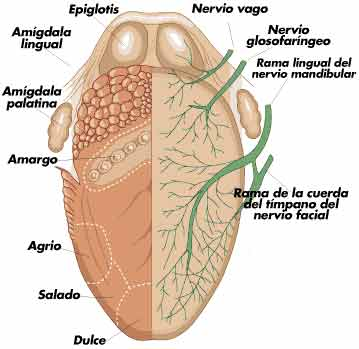 Epiglotis
Amígdala
lingual
Amígdala
palatina
Amargo
Agrio
Salado
Dulce
Nervio vago
Nervio
glosofaríngeo
Rama lingual del
nervio mandibular
Rama de la cuerda
del tímpano del
nervio facial